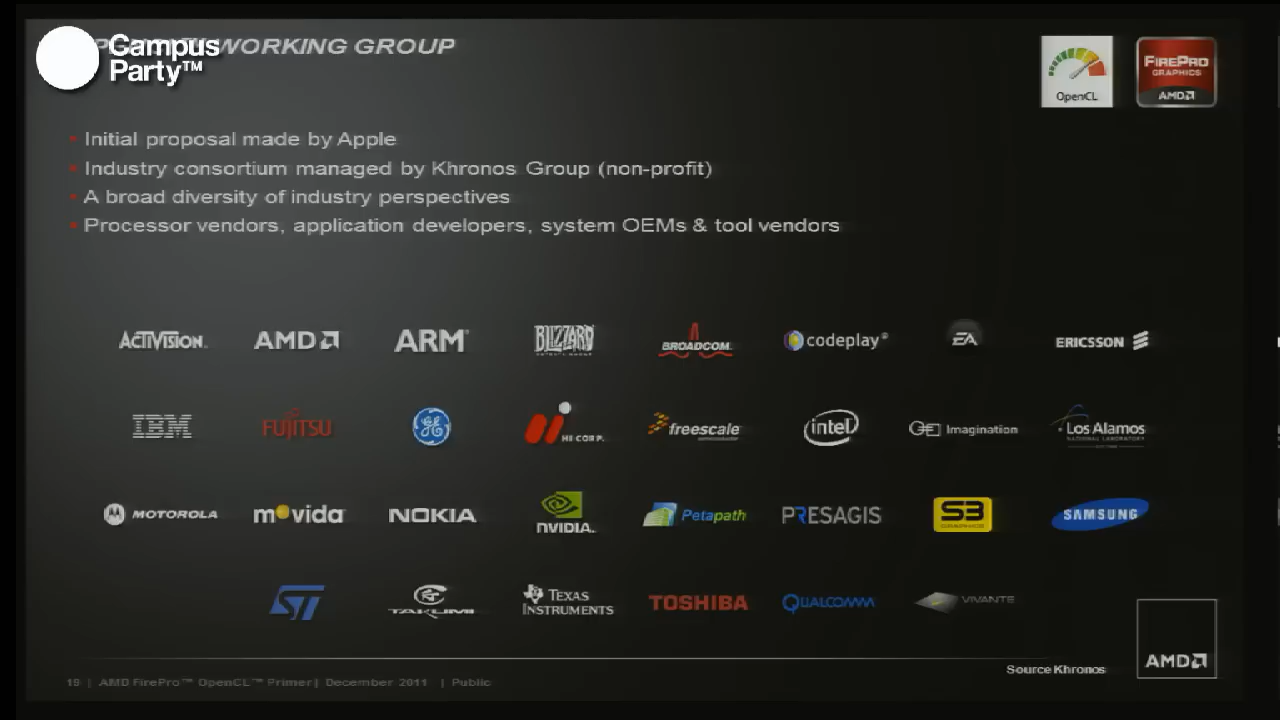 Campus
Party™
WORKING GROUP
OpenCL
FIREPRO
GRAPHICS
AMD
Initial proposal made by Apple
Industry consortium managed by Khronos Group (non-profit)
A broad diversity of industry perspectives
Processor vendors, application developers, system OEMs & tool vendors
ACTIVISION. AMD ARM® BLIZZARD BROADCOM. codeplay® EA ERICSSON
IBM FUJITSU GE HI CORP. freescale semiconductor intel Imagination Los Alamos
NATIONAL LABORATORY
MOTOROLA movida NOKIA NVIDIA. Petapath PRESAGIS S3 SAMSUNG
ST TAKUMI TEXAS INSTRUMENTS TOSHIBA QUALCOMM VIVANTE
AMD
Source Khronos
19 | AMD FirePro™ OpenCL™ Primer | December 2011 | Public